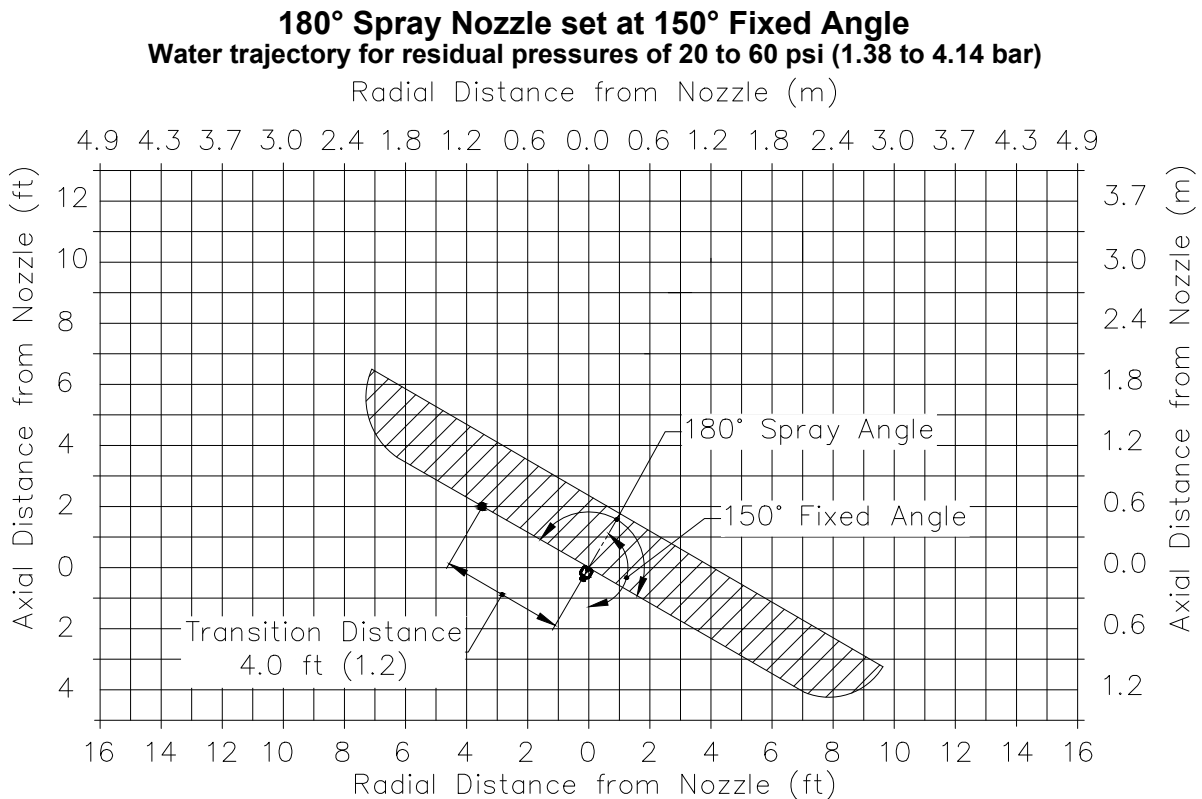 180° Spray Nozzle set at 150° Fixed Angle
Water trajectory for residual pressures of 20 to 60 psi (1.38 to 4.14 bar)
Radial Distance from Nozzle (m)
4.9 4.3 3.7 3.0 2.4 1.8 1.2 0.6 0.0 0.6 1.2 1.8 2.4 3.0 3.7 4.3 4.9
Axial Distance from Nozzle (ft)
12
10
8
6
4
2
0
2
4
180° Spray Angle
150° Fixed Angle
Transition Distance
4.0 ft (1.2)
3.7
3.0
2.4
1.8
1.2
0.6
0.0
0.6
1.2
Axial Distance from Nozzle (m)
16 14 12 10 8 6 4 2 0 2 4 6 8 10 12 14 16
Radial Distance from Nozzle (ft)